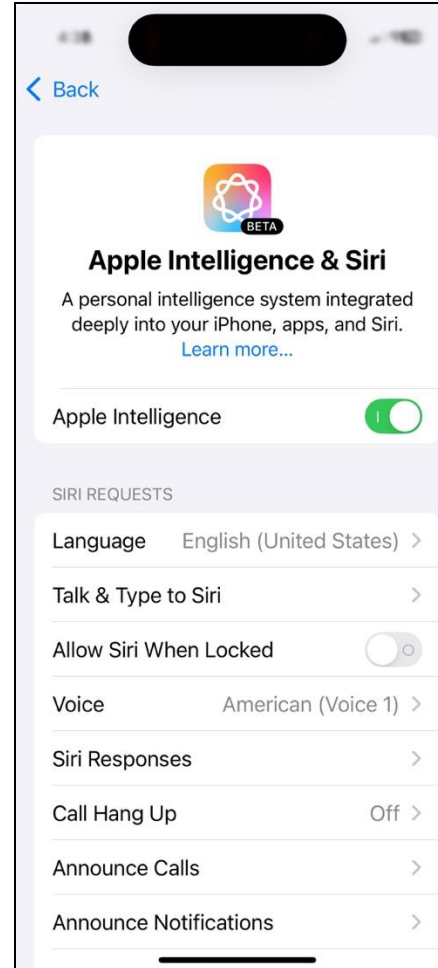 Back
BETA
Apple Intelligence & Siri
A personal intelligence system integrated
deeply into your iPhone, apps, and Siri.
Learn more...
Apple Intelligence
SIRI REQUESTS
Language English (United States)
Talk & Type to Siri
Allow Siri When Locked
Voice American (Voice 1)
Siri Responses
Call Hang Up Off
Announce Calls
Announce Notifications